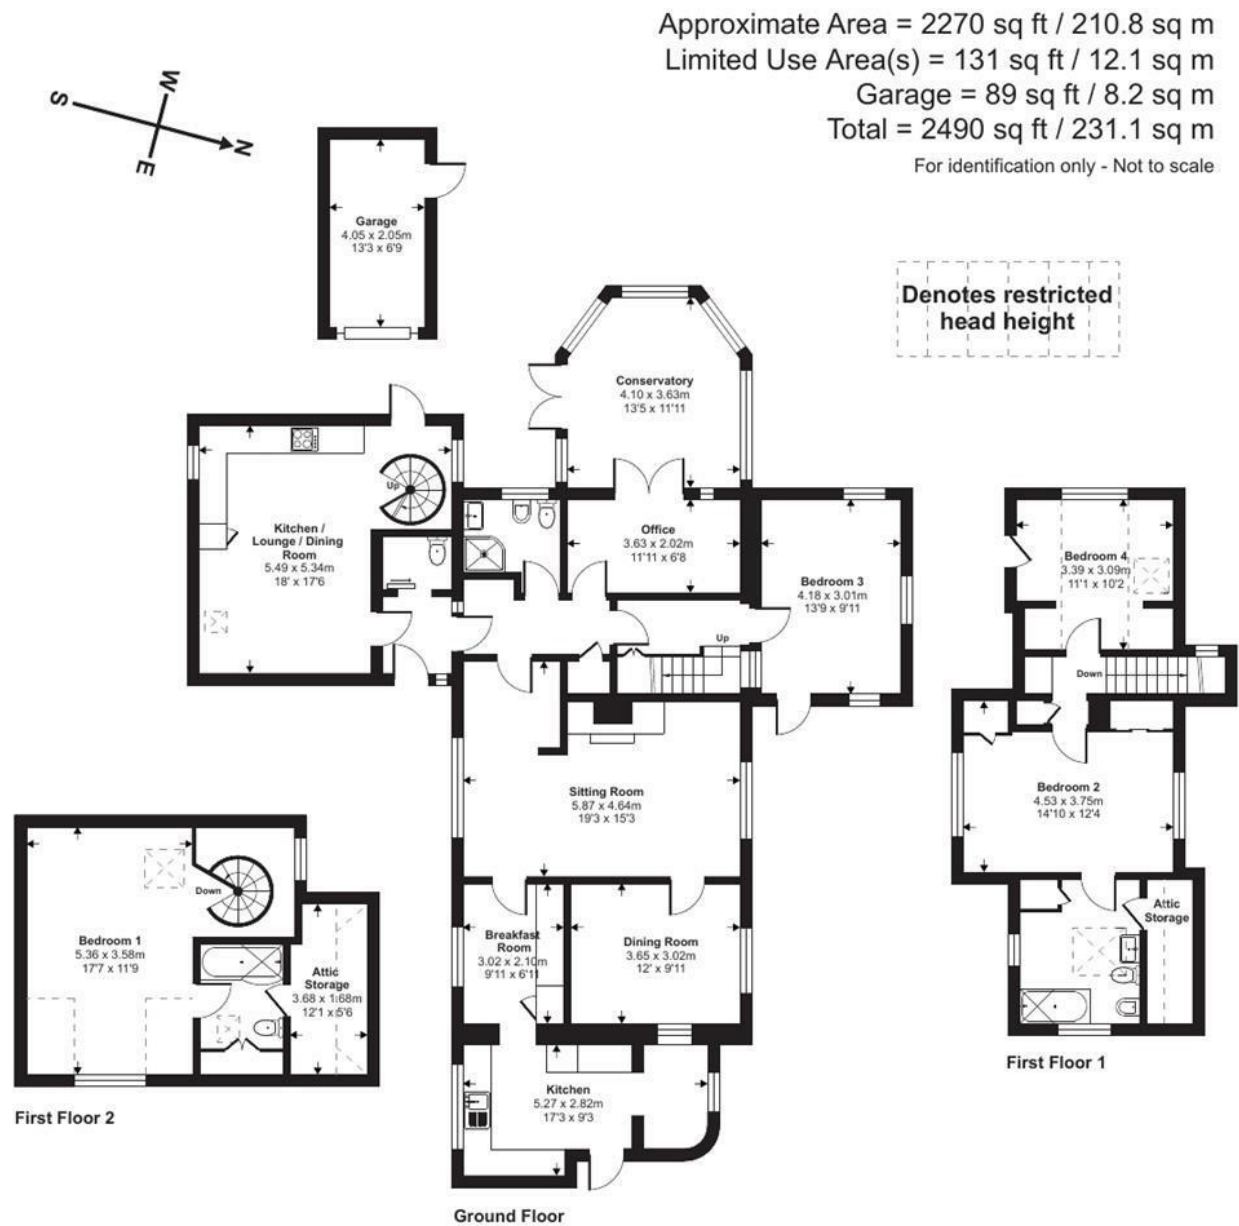 Approximate Area = 2270 sq ft / 210.8 sq m
Limited Use Area(s) = 131 sq ft / 12.1 sq m
Garage = 89 sq ft / 8.2 sq m
Total = 2490 sq ft / 231.1 sq m
For identification only - Not to scale
S
W
N
E
Garage
4.05 x 2.05m
13'3 x 6'9
Denotes restricted
head height
Conservatory
4.10 x 3.63m
13'5 x 11'11
Up
Kitchen /
Lounge / Dining
Room
5.49 x 5.34m
18' x 17'6
Office
3.63 x 2.02m
11'11 x 6'8
Bedroom 3
4.18 x 3.01m
13'9 x 9'11
Up
Bedroom 4
3.39 x 3.09m
11'1 x 10'2
Down
Sitting Room
5.87 x 4.64m
19'3 x 15'3
Bedroom 2
4.53 x 3.75m
14'10 x 12'4
Down
Attic
Storage
Bedroom 1
5.36 x 3.58m
17'7 x 11'9
Attic
Storage
3.68 x 1.68m
12'1 x 5'6
Breakfast
Room
3.02 x 2.10m
9'11 x 6'11
Dining Room
3.65 x 3.02m
12' x 9'11
Kitchen
5.27 x 2.82m
17'3 x 9'3
First Floor 1
First Floor 2
Ground Floor